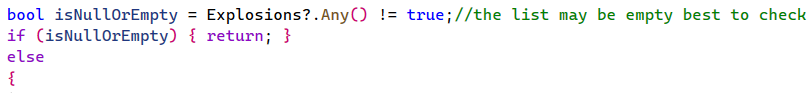 bool isNullOrEmpty = Explosions?.Any() != true;//the list may be empty best to check
if (isNullOrEmpty) { return; }
else
{